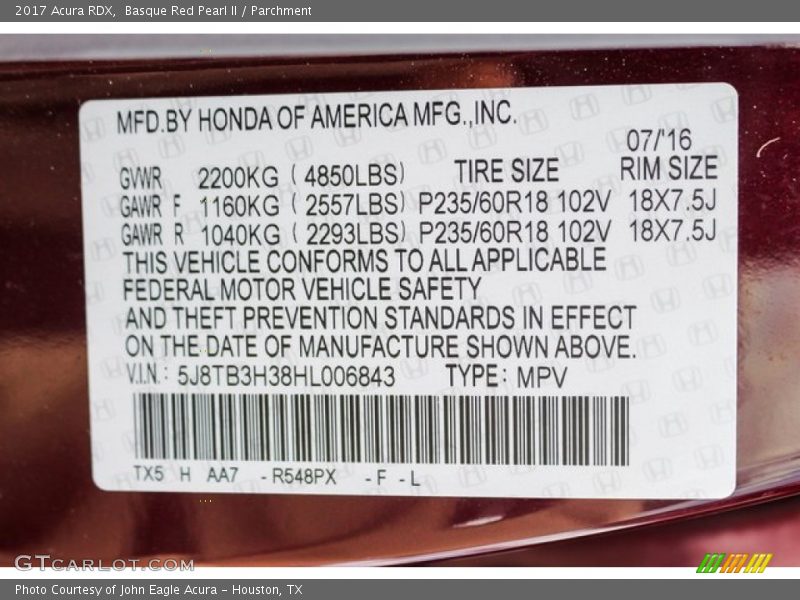 2017 Acura RDX,  Basque Red Pearl II / Parchment
MFD.BY HONDA OF AMERICA MFG.,INC.
07/'16
GVWR 2200KG ( 4850LBS) TIRE SIZE RIM SIZE
GAWR F 1160KG ( 2557LBS) P235/60R18 102V 18X7.5J
GAWR R 1040KG ( 2293LBS) P235/60R18 102V 18X7.5J
THIS VEHICLE CONFORMS TO ALL APPLICABLE
FEDERAL MOTOR VEHICLE SAFETY
AND THEFT PREVENTION STANDARDS IN EFFECT
ON THE DATE OF MANUFACTURE SHOWN ABOVE.
V.I.N.: 5J8TB3H38HL006843 TYPE: MPV
TX5 H AA7 -R548PX -F -L
GTcarlot.com
Photo Courtesy of John Eagle Acura - Houston, TX